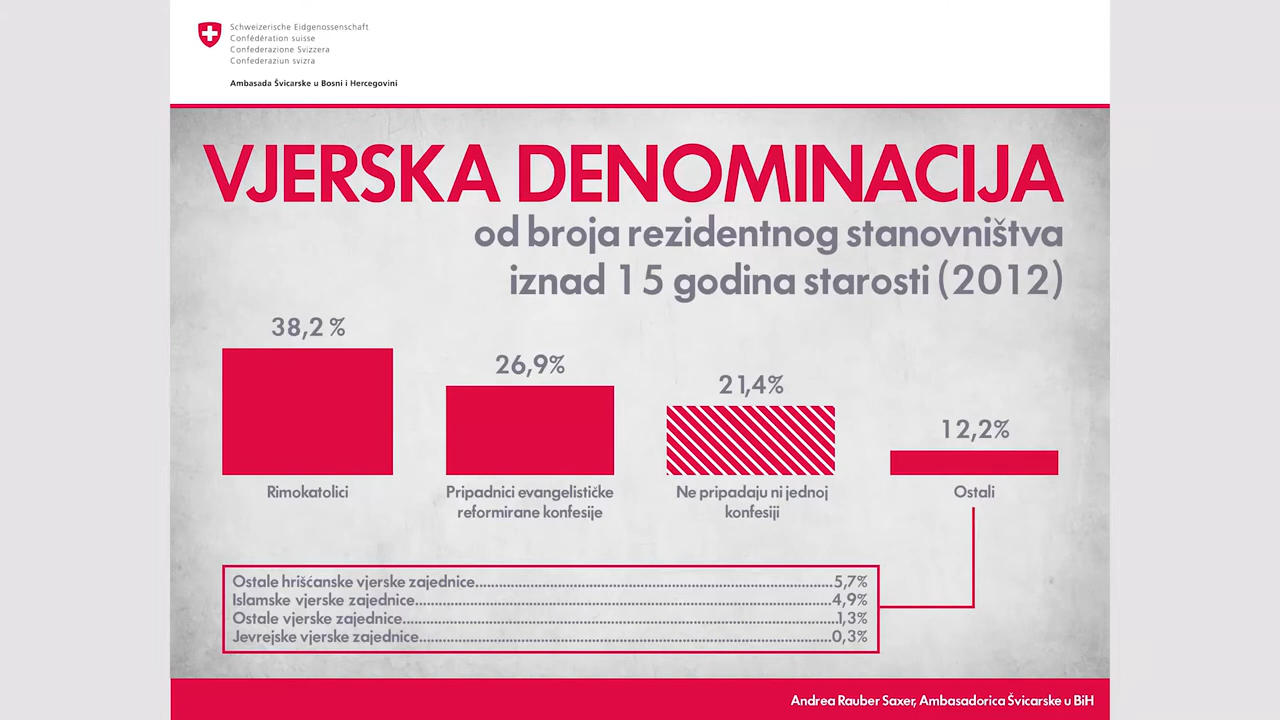 Schweizerische Eidgenossenschaft
Confédération suisse
Confederazione Svizzera
Confederaziun svizra
Ambasada Švicarske u Bosni i Hercegovini
VJERSKA DENOMINACIJA
od broja rezidentnog stanovništva
iznad 15 godina starosti (2012)
38,2 %
26,9%
21,4%
12,2%
Rimokatolici
Pripadnici evangelističke
reformirane konfesije
Ne pripadaju ni jednoj
konfesiji
Ostali
Ostale hrišćanske vjerske zajednice........................5,7%
Islamske vjerske zajednice........................4,9%
Ostale vjerske zajednice........................1,3%
Jevrejske vjerske zajednice........................0,3%
Andrea Rauber Saxer, Ambasadorica Švicarske u BiH